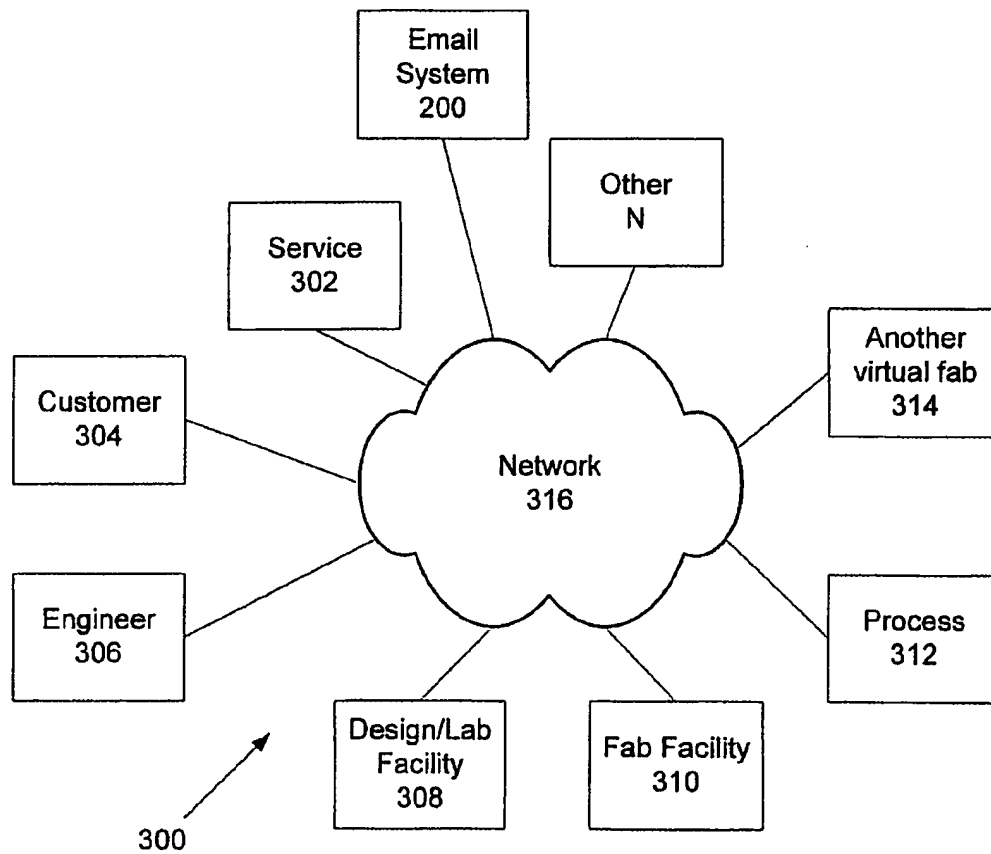 Email
System
200
Other
N
Service
302
Another
virtual fab
314
Customer
304
Network
316
Engineer
306
Process
312
Design/Lab
Facility
308
Fab Facility
310
300